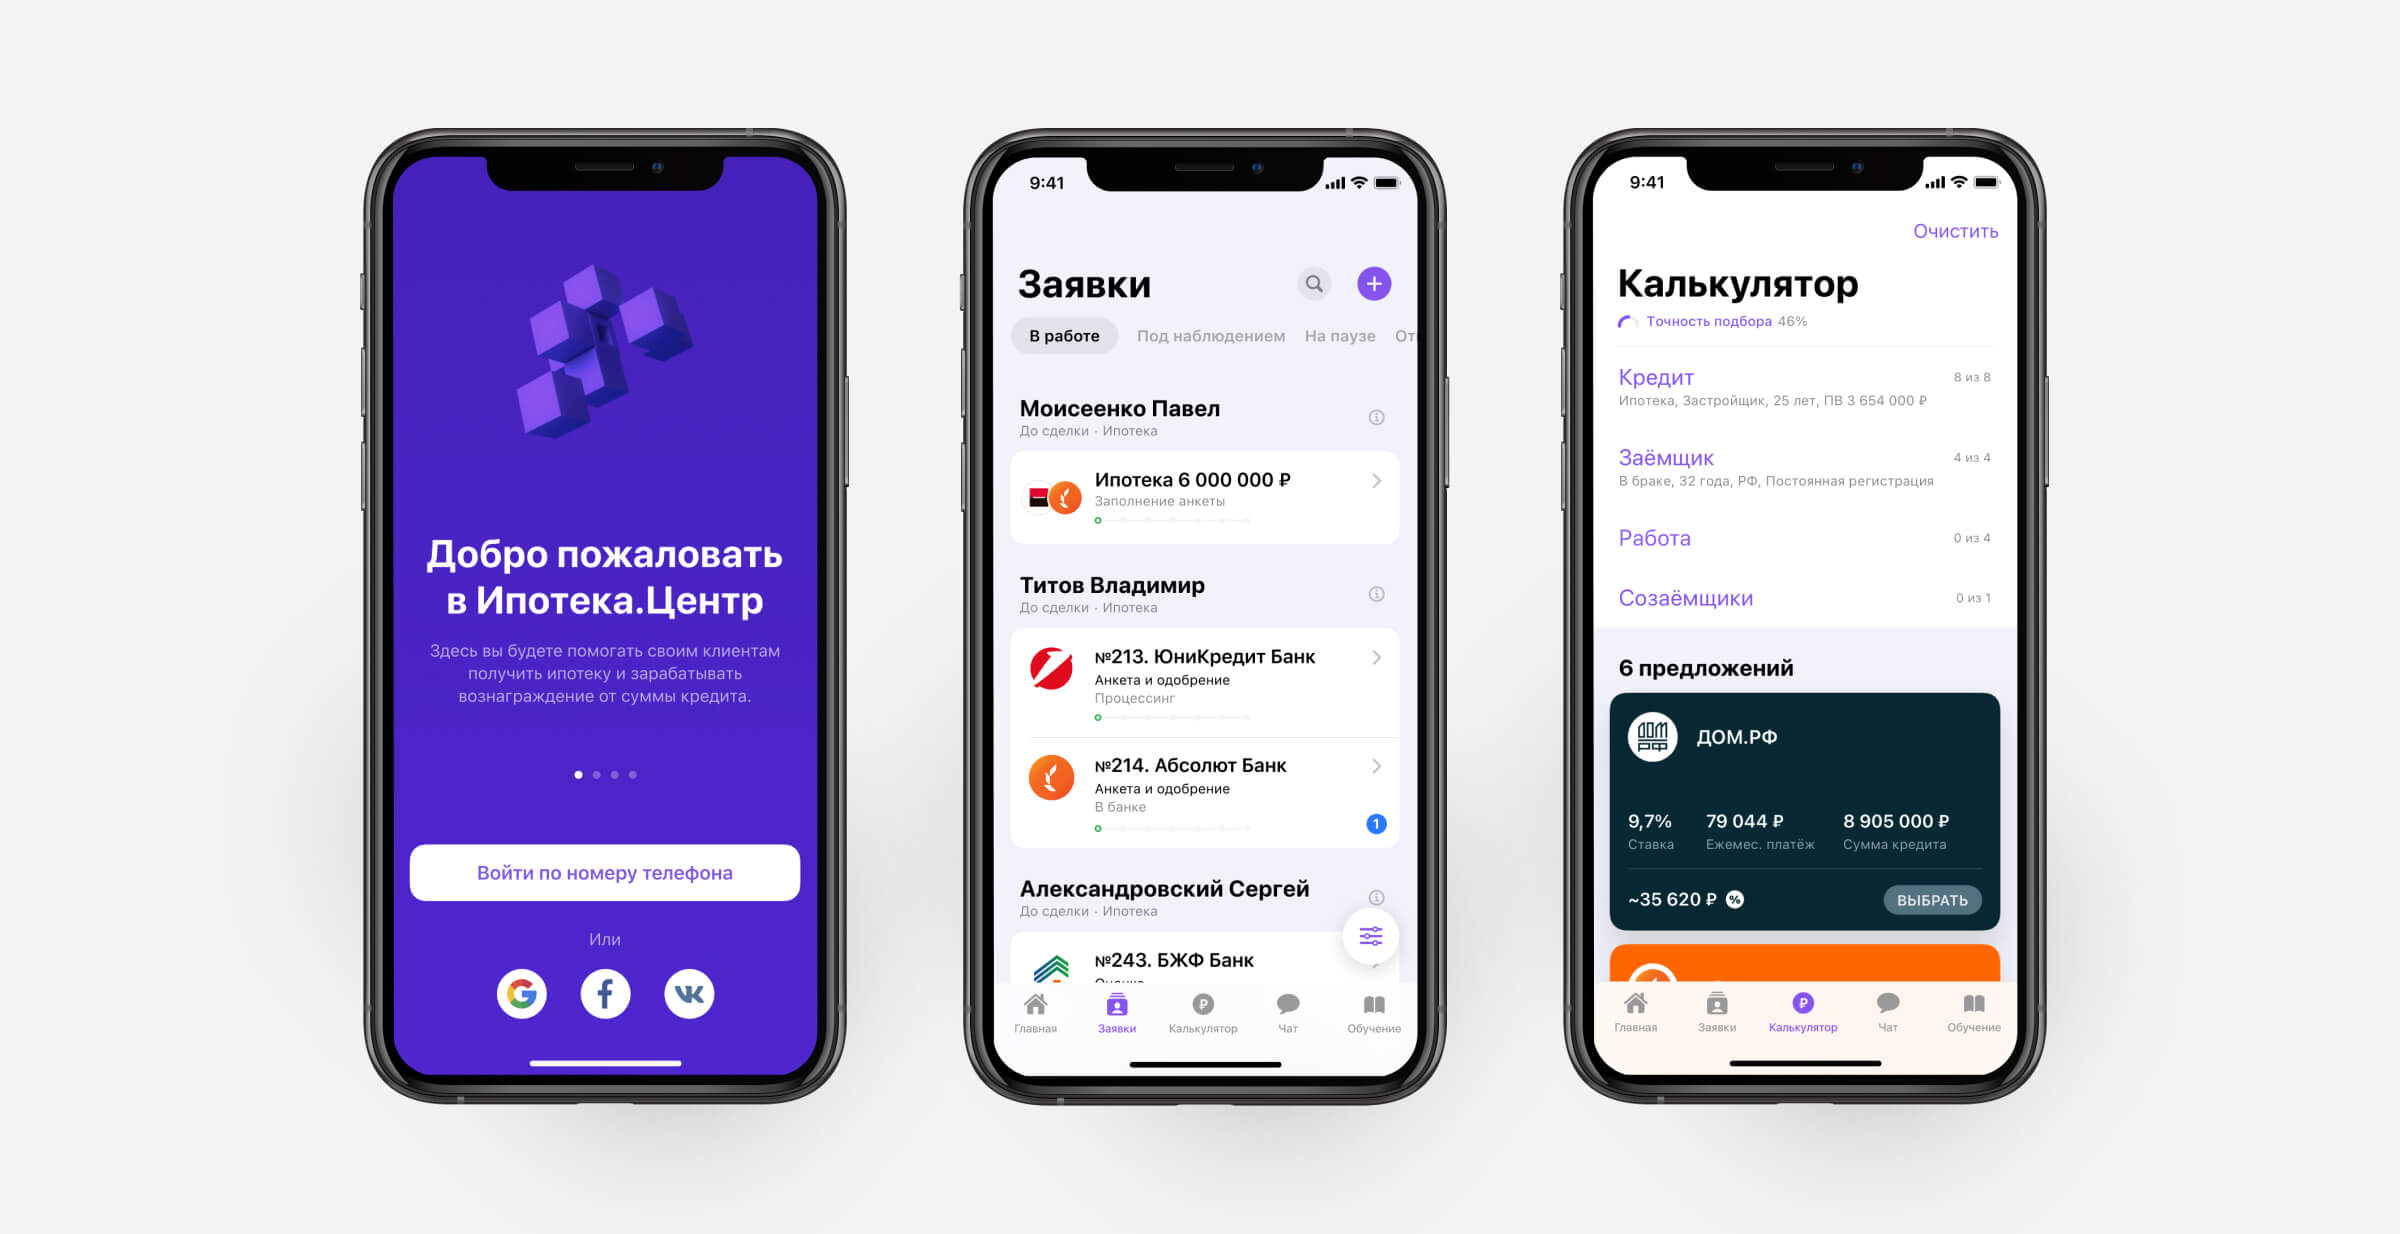 Добро пожаловать
в Ипотека.Центр
Здесь вы будете помогать своим клиентам
получить ипотеку и зарабатывать
вознаграждение от суммы кредита.
Войти по номеру телефона
Или
9:41
Заявки
В работе Под наблюдением На паузе От
Моисеенко Павел
До сделки · Ипотека
Ипотека 6 000 000 ₽
Заполнение анкеты
Титов Владимир
До сделки · Ипотека
№213. ЮниКредит Банк
Анкета и одобрение
Процессинг
№214. Абсолют Банк
Анкета и одобрение
В банке
1
Александровский Сергей
До сделки · Ипотека
№243. БЖФ Банк
Оценка
Главная Заявки Калькулятор Чат Обучение
9:41
Очистить
Калькулятор
Точность подбора 46%
Кредит 8 из 8
Ипотека, Застройщик, 25 лет, ПВ 3 654 000 ₽
Заёмщик 4 из 4
В браке, 32 года, РФ, Постоянная регистрация
Работа 0 из 4
Созаёмщики 0 из 1
6 предложений
ДОМ РФ ДОМ.РФ
9,7% 79 044 ₽ 8 905 000 ₽
Ставка Ежемес. платёж Сумма кредита
~35 620 ₽ % ВЫБРАТЬ
Главная Заявки Калькулятор Чат Обучение